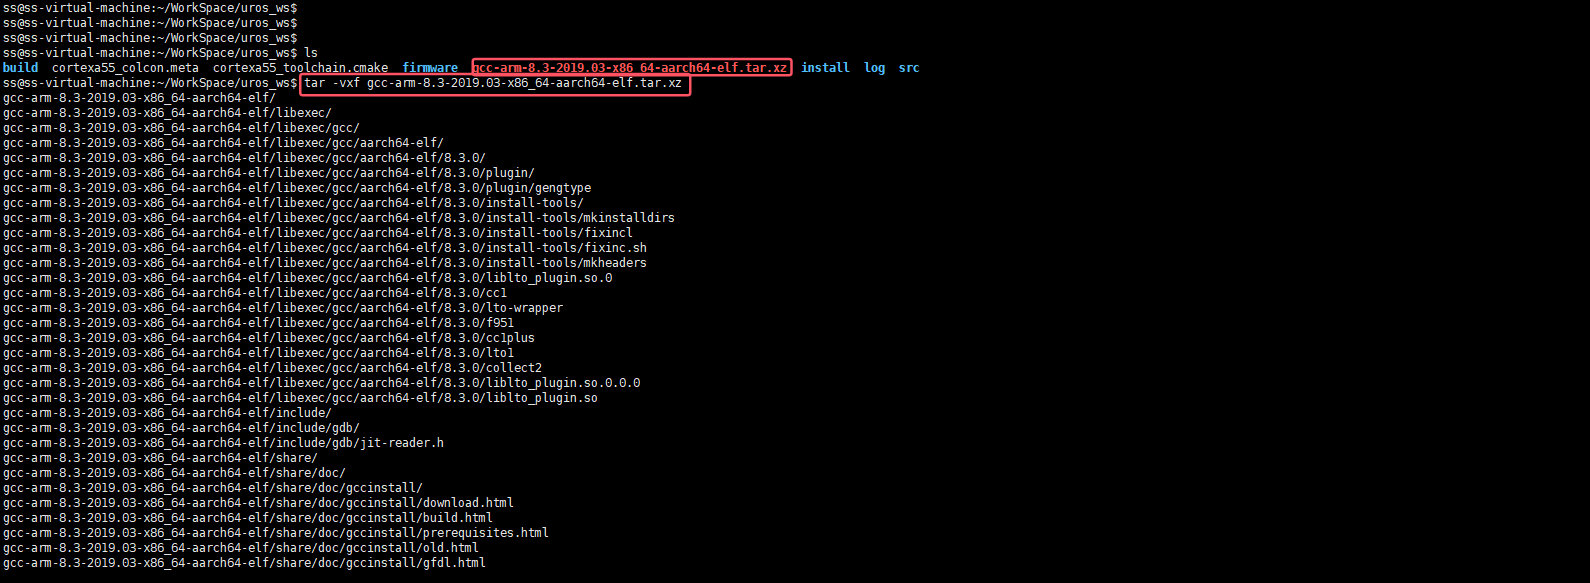 ss@ss-virtual-machine:~/WorkSpace/uros_ws$
ss@ss-virtual-machine:~/WorkSpace/uros_ws$
ss@ss-virtual-machine:~/WorkSpace/uros_ws$
ss@ss-virtual-machine:~/WorkSpace/uros_ws$ ls
build  cortexa55_colcon.meta  cortexa55_toolchain.cmake  firmware  gcc-arm-8.3-2019.03-x86_64-aarch64-elf.tar.xz  install  log  src
ss@ss-virtual-machine:~/WorkSpace/uros_ws$ tar -vxf gcc-arm-8.3-2019.03-x86_64-aarch64-elf.tar.xz
gcc-arm-8.3-2019.03-x86_64-aarch64-elf/
gcc-arm-8.3-2019.03-x86_64-aarch64-elf/libexec/
gcc-arm-8.3-2019.03-x86_64-aarch64-elf/libexec/gcc/
gcc-arm-8.3-2019.03-x86_64-aarch64-elf/libexec/gcc/aarch64-elf/
gcc-arm-8.3-2019.03-x86_64-aarch64-elf/libexec/gcc/aarch64-elf/8.3.0/
gcc-arm-8.3-2019.03-x86_64-aarch64-elf/libexec/gcc/aarch64-elf/8.3.0/plugin/
gcc-arm-8.3-2019.03-x86_64-aarch64-elf/libexec/gcc/aarch64-elf/8.3.0/plugin/gengtype
gcc-arm-8.3-2019.03-x86_64-aarch64-elf/libexec/gcc/aarch64-elf/8.3.0/install-tools/
gcc-arm-8.3-2019.03-x86_64-aarch64-elf/libexec/gcc/aarch64-elf/8.3.0/install-tools/mkinstalldirs
gcc-arm-8.3-2019.03-x86_64-aarch64-elf/libexec/gcc/aarch64-elf/8.3.0/install-tools/fixincl
gcc-arm-8.3-2019.03-x86_64-aarch64-elf/libexec/gcc/aarch64-elf/8.3.0/install-tools/fixinc.sh
gcc-arm-8.3-2019.03-x86_64-aarch64-elf/libexec/gcc/aarch64-elf/8.3.0/install-tools/mkheaders
gcc-arm-8.3-2019.03-x86_64-aarch64-elf/libexec/gcc/aarch64-elf/8.3.0/liblto_plugin.so.0
gcc-arm-8.3-2019.03-x86_64-aarch64-elf/libexec/gcc/aarch64-elf/8.3.0/cc1
gcc-arm-8.3-2019.03-x86_64-aarch64-elf/libexec/gcc/aarch64-elf/8.3.0/lto-wrapper
gcc-arm-8.3-2019.03-x86_64-aarch64-elf/libexec/gcc/aarch64-elf/8.3.0/f951
gcc-arm-8.3-2019.03-x86_64-aarch64-elf/libexec/gcc/aarch64-elf/8.3.0/cc1plus
gcc-arm-8.3-2019.03-x86_64-aarch64-elf/libexec/gcc/aarch64-elf/8.3.0/lto1
gcc-arm-8.3-2019.03-x86_64-aarch64-elf/libexec/gcc/aarch64-elf/8.3.0/collect2
gcc-arm-8.3-2019.03-x86_64-aarch64-elf/libexec/gcc/aarch64-elf/8.3.0/liblto_plugin.so.0.0.0
gcc-arm-8.3-2019.03-x86_64-aarch64-elf/libexec/gcc/aarch64-elf/8.3.0/liblto_plugin.so
gcc-arm-8.3-2019.03-x86_64-aarch64-elf/include/
gcc-arm-8.3-2019.03-x86_64-aarch64-elf/include/gdb/
gcc-arm-8.3-2019.03-x86_64-aarch64-elf/include/gdb/jit-reader.h
gcc-arm-8.3-2019.03-x86_64-aarch64-elf/share/
gcc-arm-8.3-2019.03-x86_64-aarch64-elf/share/doc/
gcc-arm-8.3-2019.03-x86_64-aarch64-elf/share/doc/gccinstall/
gcc-arm-8.3-2019.03-x86_64-aarch64-elf/share/doc/gccinstall/download.html
gcc-arm-8.3-2019.03-x86_64-aarch64-elf/share/doc/gccinstall/build.html
gcc-arm-8.3-2019.03-x86_64-aarch64-elf/share/doc/gccinstall/prerequisites.html
gcc-arm-8.3-2019.03-x86_64-aarch64-elf/share/doc/gccinstall/old.html
gcc-arm-8.3-2019.03-x86_64-aarch64-elf/share/doc/gccinstall/gfdl.html